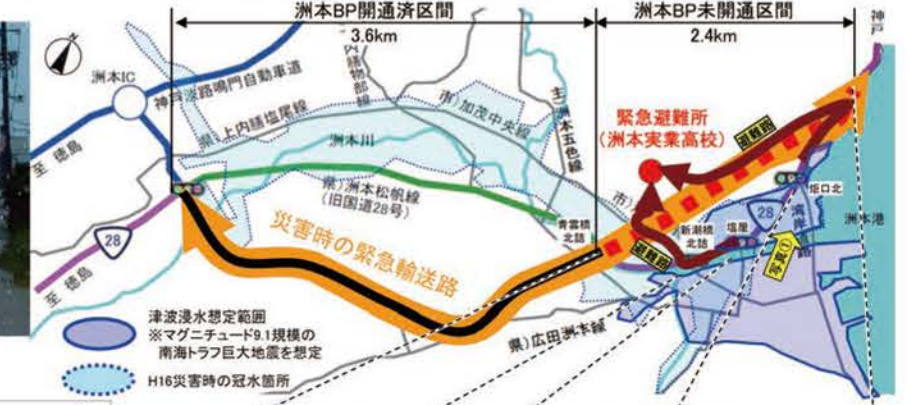 洲本BP開通済区間
洲本BP未開通区間
3.6km
2.4km
神戸
洲本IC
神戸淡路鳴門自動車道
内膳物部線
県)上内膳塩尾線
市)加茂中央線
主)洲本五色線
緊急避難所
(洲本実業高校)
避難路
至 徳島
洲本川
県)洲本松帆線
(旧国道28号)
市)
炬口北
28
災害時の緊急輸送路
青雲橋
北詰
新潮橋
北詰
塩屋
28
洲本港
避難路
写真①
至 徳島
県)広田洲本線
津波浸水想定範囲
※マグニチュード9.1規模の
南海トラフ巨大地震を想定
H16災害時の冠水箇所